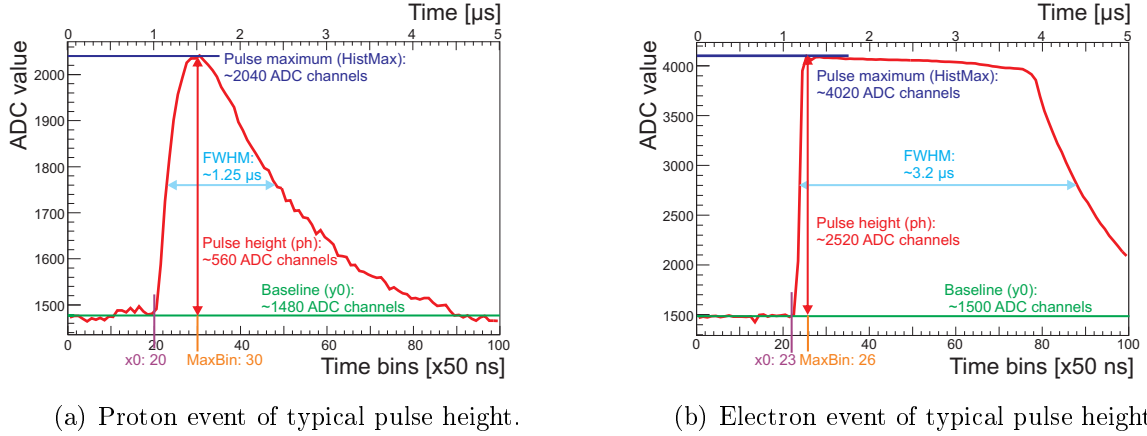 Time [µs]
0 1 2 3 4 5
ADC value
2000
1900
1800
1700
1600
1500
Pulse maximum (HistMax):
~2040 ADC channels
FWHM:
~1.25 µs
Pulse height (ph):
~560 ADC channels
Baseline (y0):
~1480 ADC channels
0 20 40 60 80 100
x0: 20 MaxBin: 30
Time bins [x50 ns]
(a) Proton event of typical pulse height.
Time [µs]
0 1 2 3 4 5
ADC value
4000
3500
3000
2500
2000
1500
Pulse maximum (HistMax):
~4020 ADC channels
FWHM:
~3.2 µs
Pulse height (ph):
~2520 ADC channels
Baseline (y0):
~1500 ADC channels
0 20 40 60 80 100
x0: 23 MaxBin: 26
Time bins [x50 ns]
(b) Electron event of typical pulse height